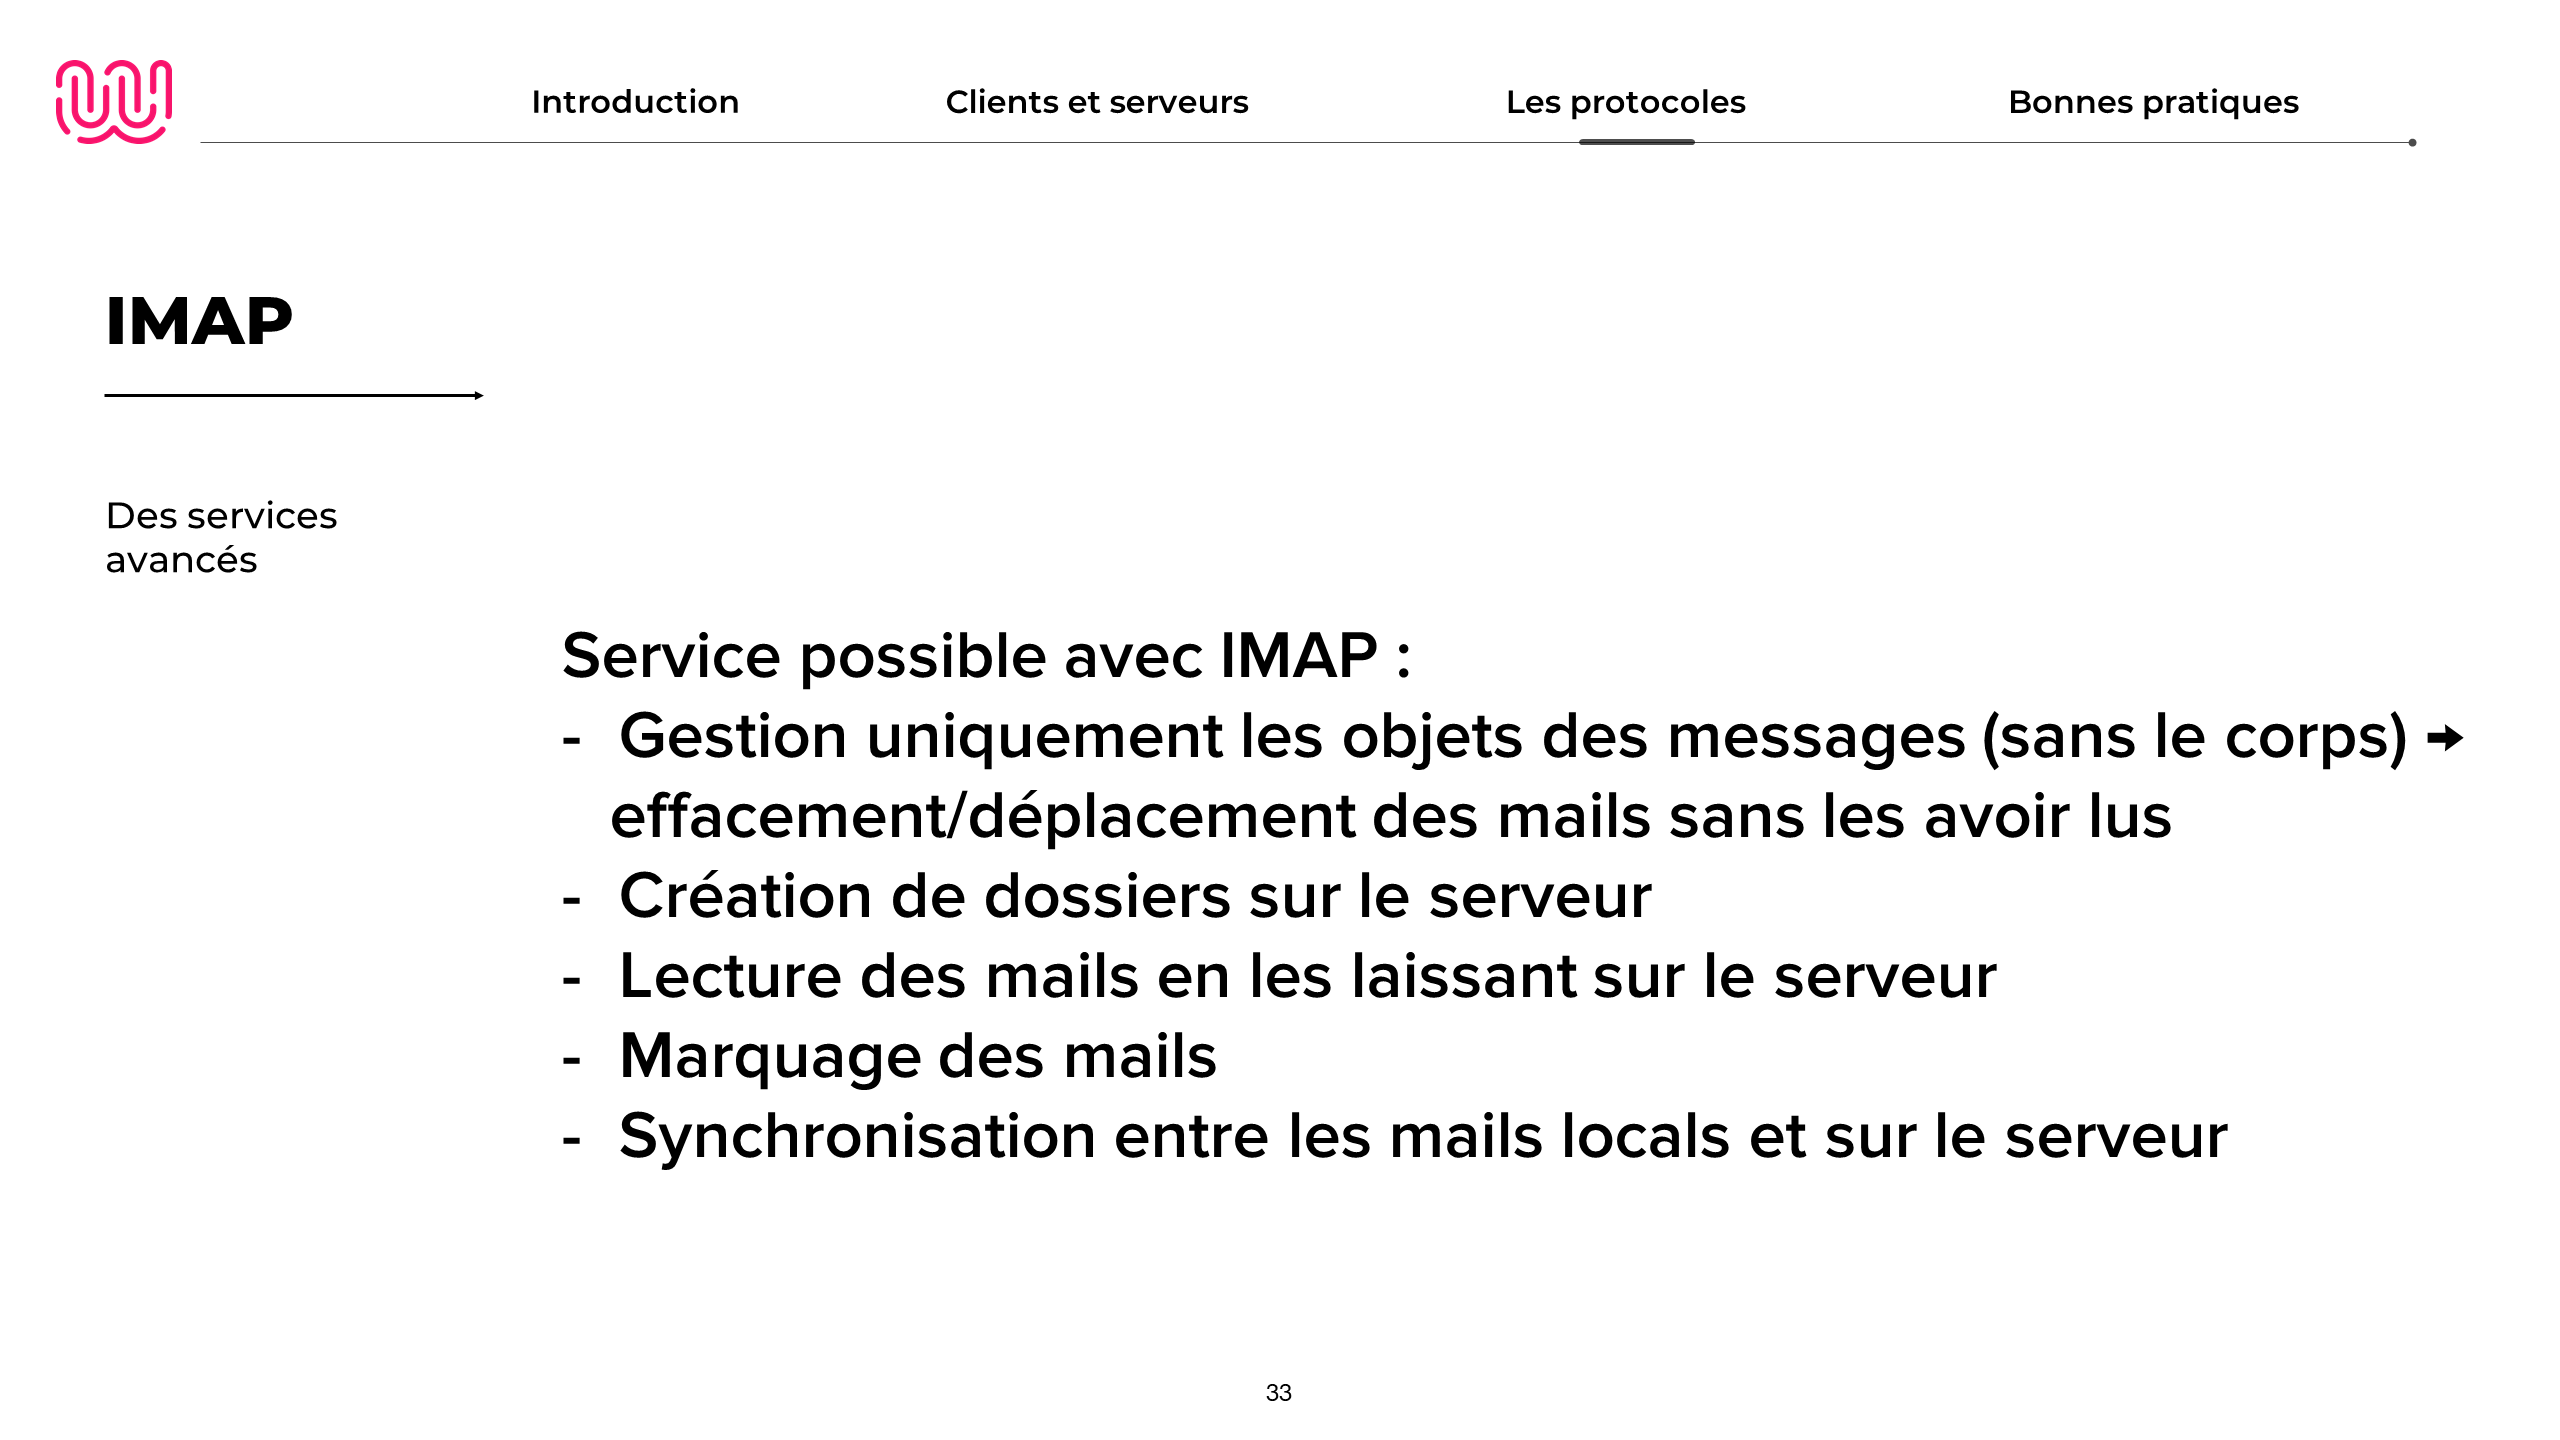 Introduction
Clients et serveurs
Les protocoles
Bonnes pratiques
IMAP
Des services
avancés
Service possible avec IMAP :
- Gestion uniquement les objets des messages (sans le corps) ➜
effacement/déplacement des mails sans les avoir lus
- Création de dossiers sur le serveur
- Lecture des mails en les laissant sur le serveur
- Marquage des mails
- Synchronisation entre les mails locals et sur le serveur
33